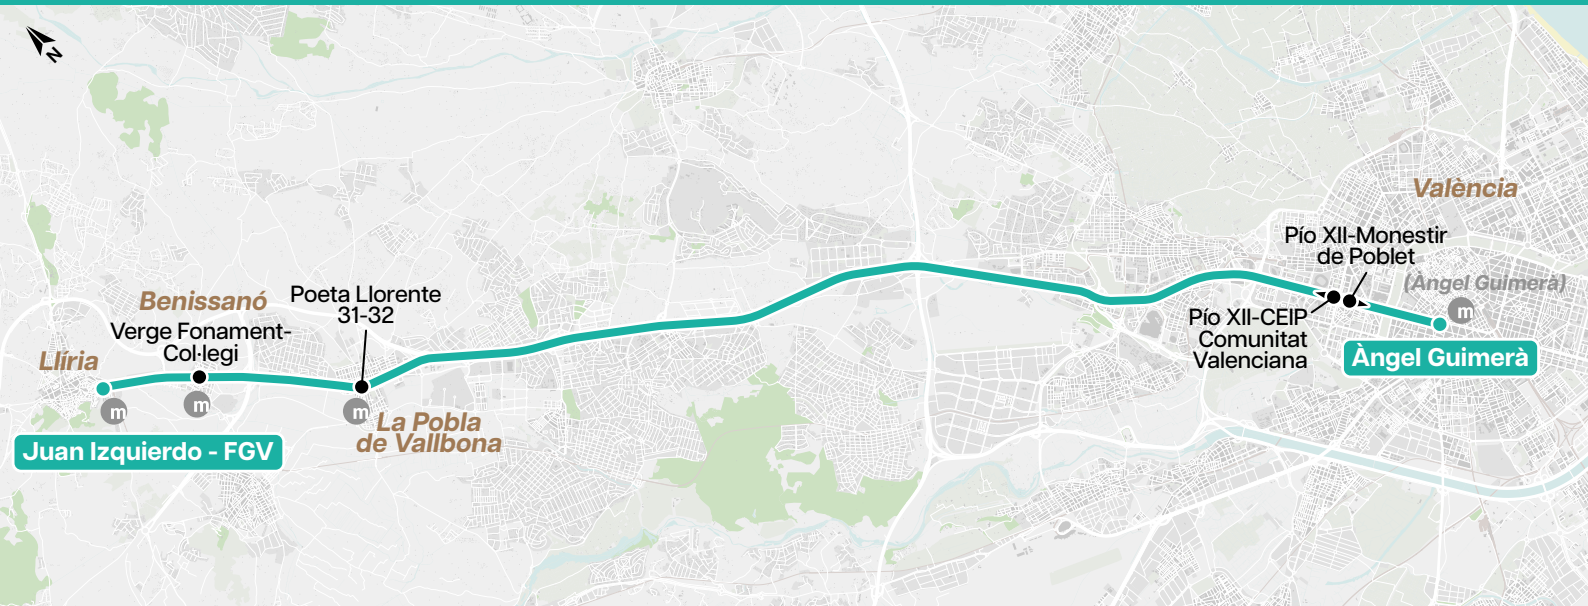 N
València
Pío XII-Monestir
de Poblet
(Àngel Guimerà)
m
Benissanó
Poeta Llorente
31-32
Verge Fonament-
Col·legi
Pío XII-CEIP
Comunitat
Valenciana
Àngel Guimerà
Llíria
m
m
m
La Pobla
de Vallbona
Juan Izquierdo - FGV